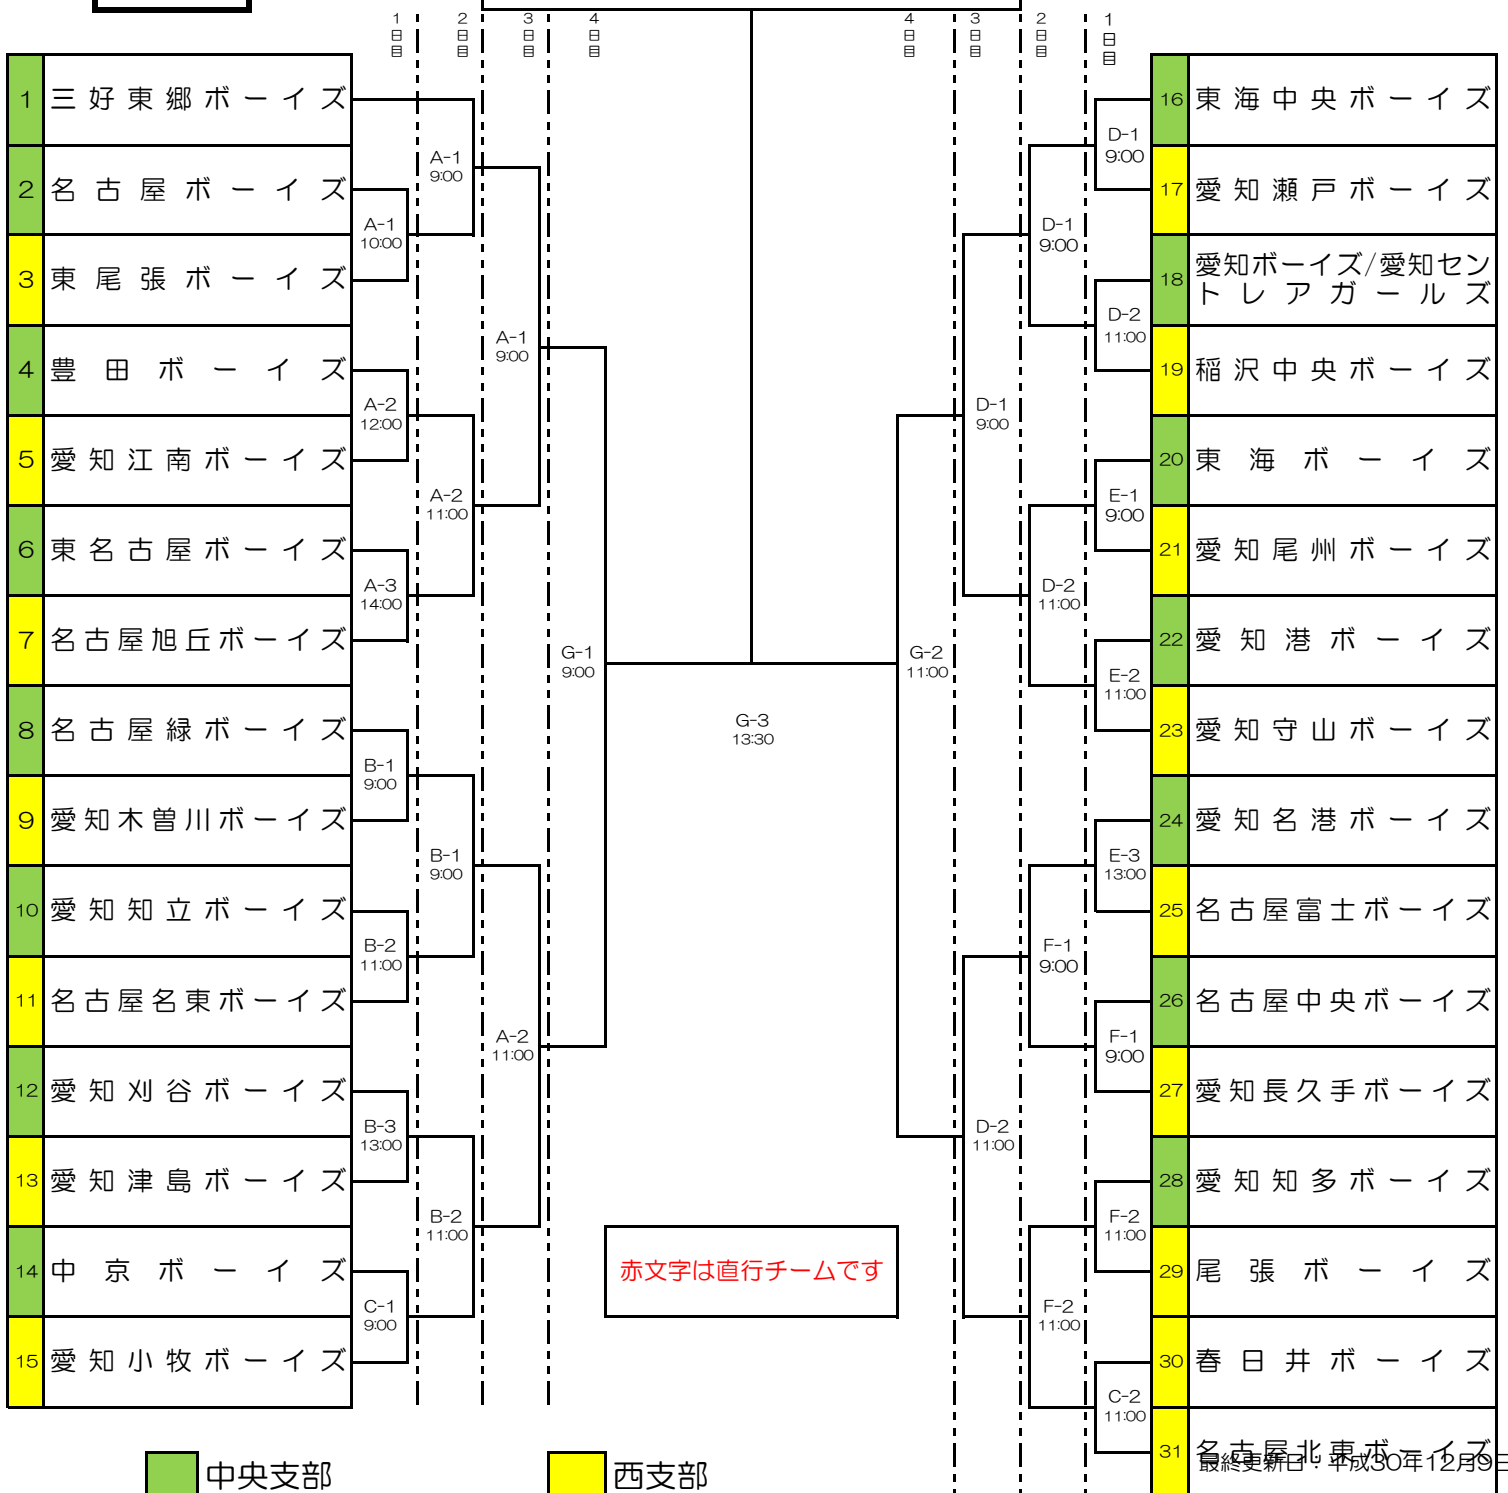 1日目
2日目
3日目
4日目
4日目
3日目
2日目
1日目
1 三好東郷ボーイズ
2 名古屋ボーイズ
3 東尾張ボーイズ
4 豊田ボーイズ
5 愛知江南ボーイズ
6 東名古屋ボーイズ
7 名古屋旭丘ボーイズ
8 名古屋緑ボーイズ
9 愛知木曽川ボーイズ
10 愛知知立ボーイズ
11 名古屋名東ボーイズ
12 愛知刈谷ボーイズ
13 愛知津島ボーイズ
14 中京ボーイズ
15 愛知小牧ボーイズ
A-1
10:00
A-2
12:00
A-3
14:00
B-1
9:00
B-2
11:00
B-3
13:00
C-1
9:00
A-1
9:00
A-2
11:00
B-1
9:00
B-2
11:00
A-1
9:00
A-2
11:00
G-1
9:00
G-3
13:30
G-2
11:00
D-1
9:00
D-2
11:00
D-1
9:00
D-2
11:00
F-1
9:00
F-2
11:00
D-1
9:00
D-2
11:00
E-1
9:00
E-2
11:00
E-3
13:00
F-1
9:00
F-2
11:00
C-2
11:00
16 東海中央ボーイズ
17 愛知瀬戸ボーイズ
18 愛知ボーイズ/愛知セン
トレアガールズ
19 稲沢中央ボーイズ
20 東海ボーイズ
21 愛知尾州ボーイズ
22 愛知港ボーイズ
23 愛知守山ボーイズ
24 愛知名港ボーイズ
25 名古屋富士ボーイズ
26 名古屋中央ボーイズ
27 愛知長久手ボーイズ
28 愛知知多ボーイズ
29 尾張ボーイズ
30 春日井ボーイズ
31 名古屋北東ボーイズ
赤文字は直行チームです
中央支部
西支部
最終更新日：平成30年12月9日